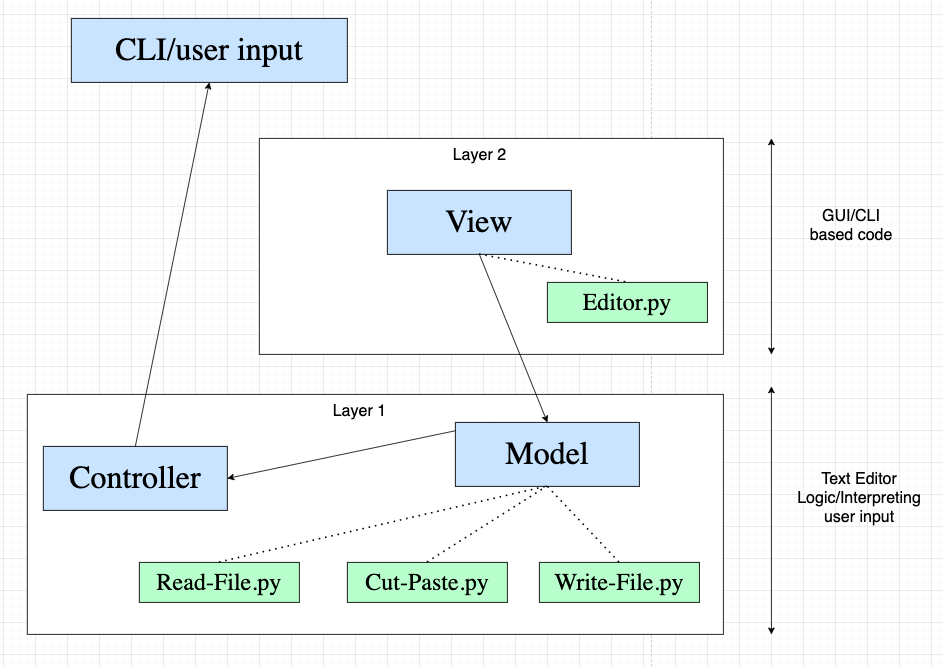 CLI/user input
Layer 2
View
GUI/CLI
based code
Editor.py
Layer 1
Model
Controller
Text Editor
Logic/Interpreting
user input
Read-File.py
Cut-Paste.py
Write-File.py